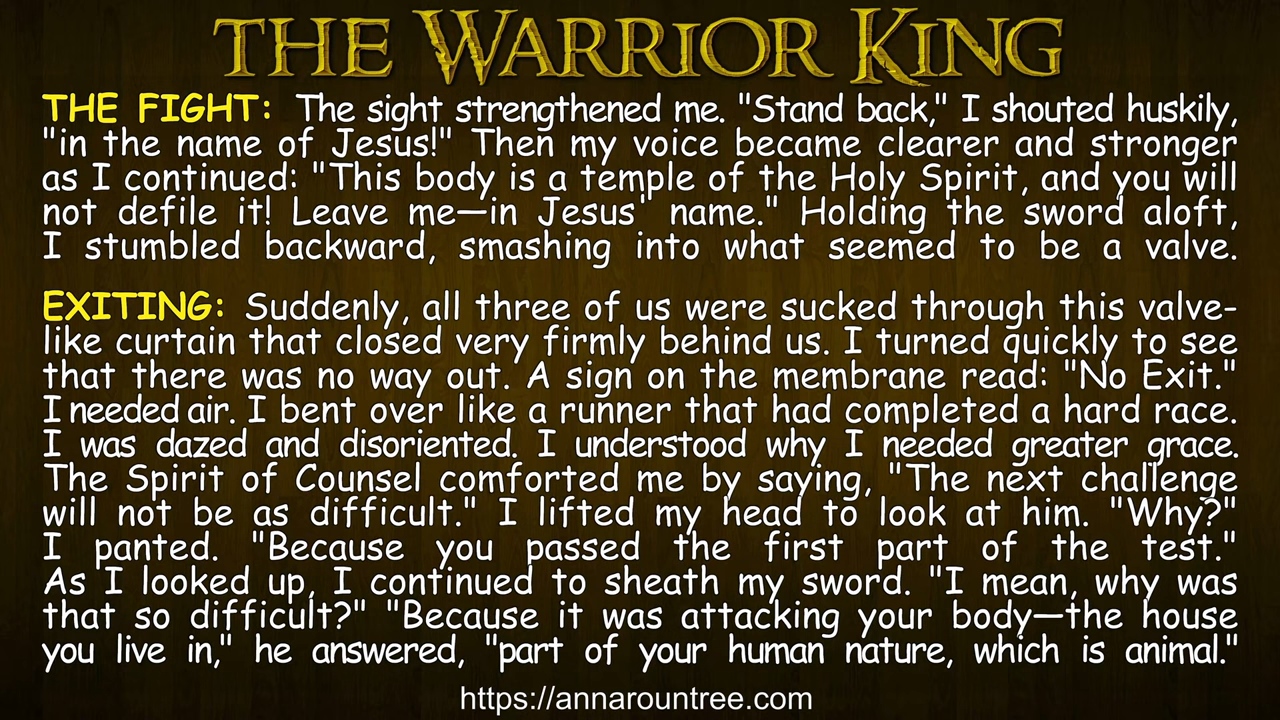 THE WARRIOR KING
THE FIGHT: The sight strengthened me. "Stand back," I shouted huskily,
"in the name of Jesus!" Then my voice became clearer and stronger
as I continued: "This body is a temple of the Holy Spirit, and you will
not defile it! Leave me—in Jesus' name." Holding the sword aloft,
I stumbled backward, smashing into what seemed to be a valve.
EXITING: Suddenly, all three of us were sucked through this valve-
like curtain that closed very firmly behind us. I turned quickly to see
that there was no way out. A sign on the membrane read: "No Exit."
I needed air. I bent over like a runner that had completed a hard race.
I was dazed and disoriented. I understood why I needed greater grace.
The Spirit of Counsel comforted me by saying, "The next challenge
will not be as difficult." I lifted my head to look at him. "Why?"
I panted. "Because you passed the first part of the test."
As I looked up, I continued to sheath my sword. "I mean, why was
that so difficult?" "Because it was attacking your body—the house
you live in," he answered, "part of your human nature, which is animal."
https://annarountree.com